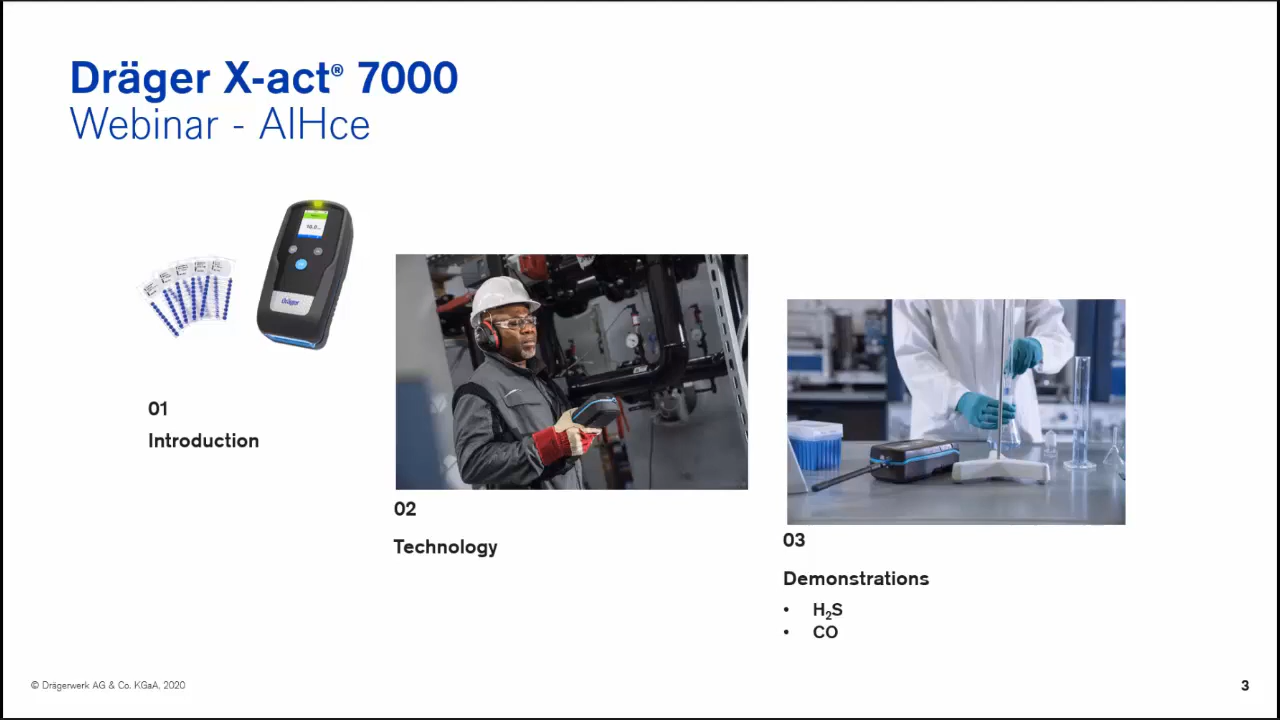 Dräger X-act® 7000
Webinar - AIHce
Dräger
01
Introduction
02
Technology
03
Demonstrations
• H₂S
• CO
© Drägerwerk AG & Co. KGaA, 2020
3